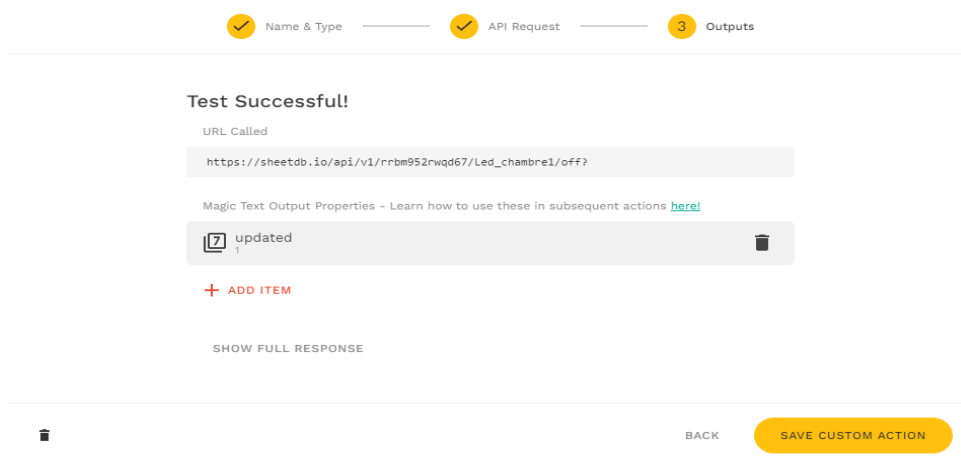 Name & Type
API Request
3 Outputs
Test Successful!
URL Called
https://sheetdb.io/api/v1/rrbm952rwqd67/Led_chambre1/off?
Magic Text Output Properties - Learn how to use these in subsequent actions here!
7 updated
1
+ ADD ITEM
SHOW FULL RESPONSE
BACK SAVE CUSTOM ACTION